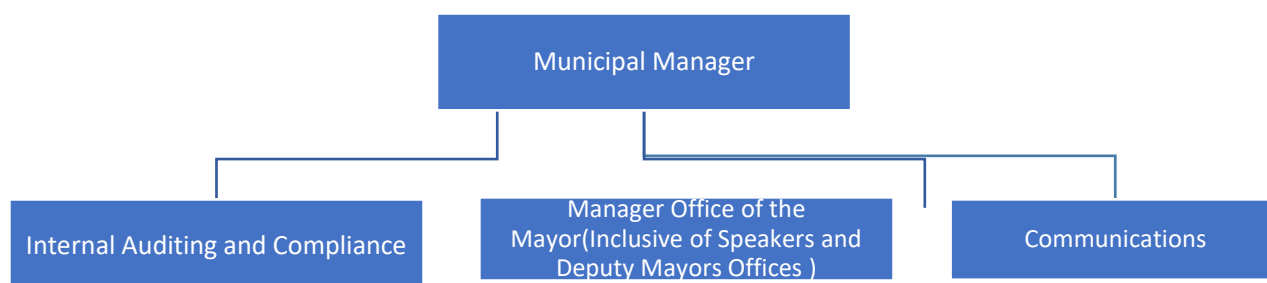 Municipal Manager
Internal Auditing and Compliance
Manager Office of the
Mayor(Inclusive of Speakers and
Deputy Mayors Offices )
Communications